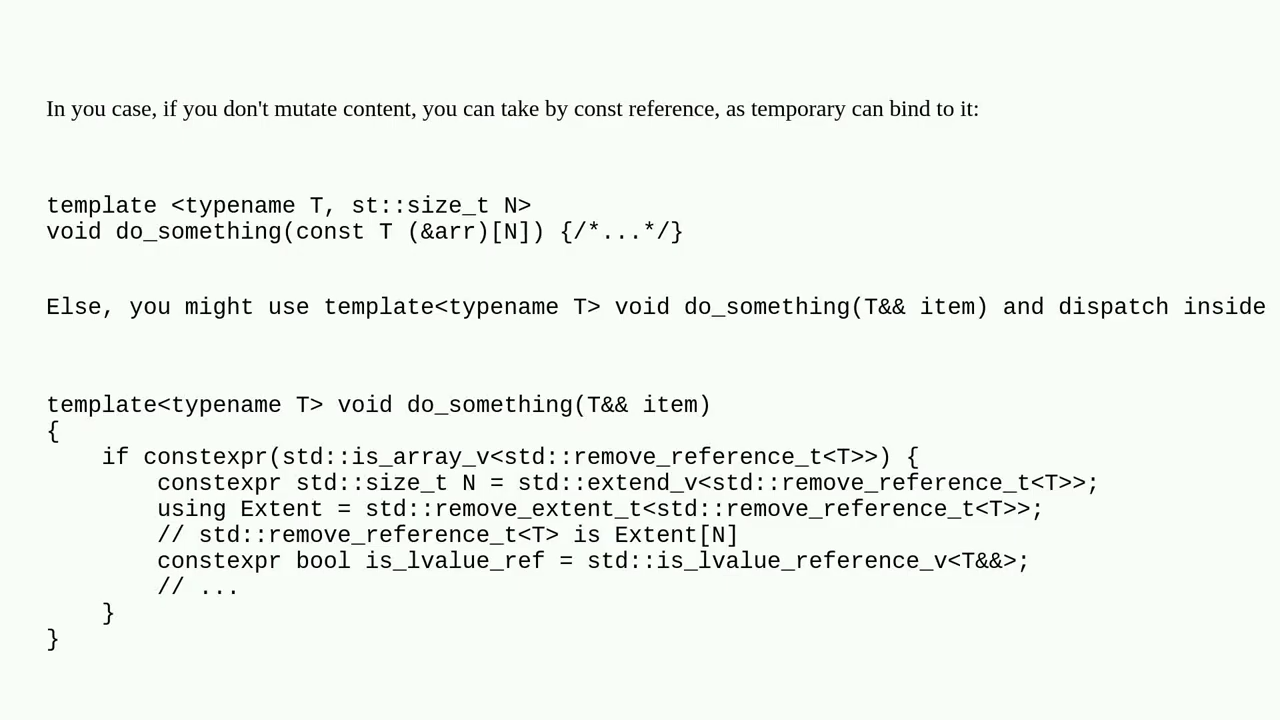 In you case, if you don't mutate content, you can take by const reference, as temporary can bind to it:
template <typename T, st::size_t N>
void do_something(const T (&arr)[N]) {/*...*/}
Else, you might use template<typename T> void do_something(T&& item) and dispatch inside
template<typename T> void do_something(T&& item)
{
    if constexpr(std::is_array_v<std::remove_reference_t<T>>) {
        constexpr std::size_t N = std::extend_v<std::remove_reference_t<T>>;
        using Extent = std::remove_extent_t<std::remove_reference_t<T>>;
        // std::remove_reference_t<T> is Extent[N]
        constexpr bool is_lvalue_ref = std::is_lvalue_reference_v<T&&>;
        // ...
    }
}